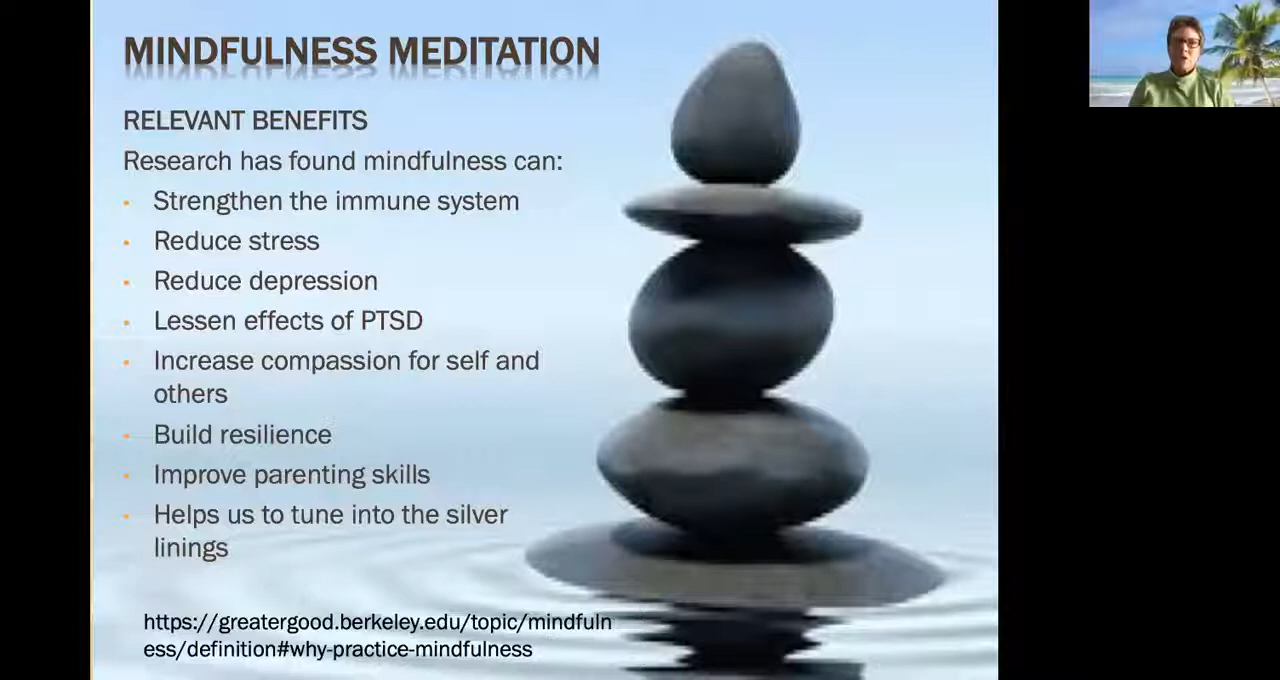 MINDFULNESS MEDITATION
RELEVANT BENEFITS
Research has found mindfulness can:
• Strengthen the immune system
• Reduce stress
• Reduce depression
• Lessen effects of PTSD
• Increase compassion for self and
others
• Build resilience
• Improve parenting skills
• Helps us to tune into the silver
linings
https://greatergood.berkeley.edu/topic/mindfuln
ess/definition#why-practice-mindfulness